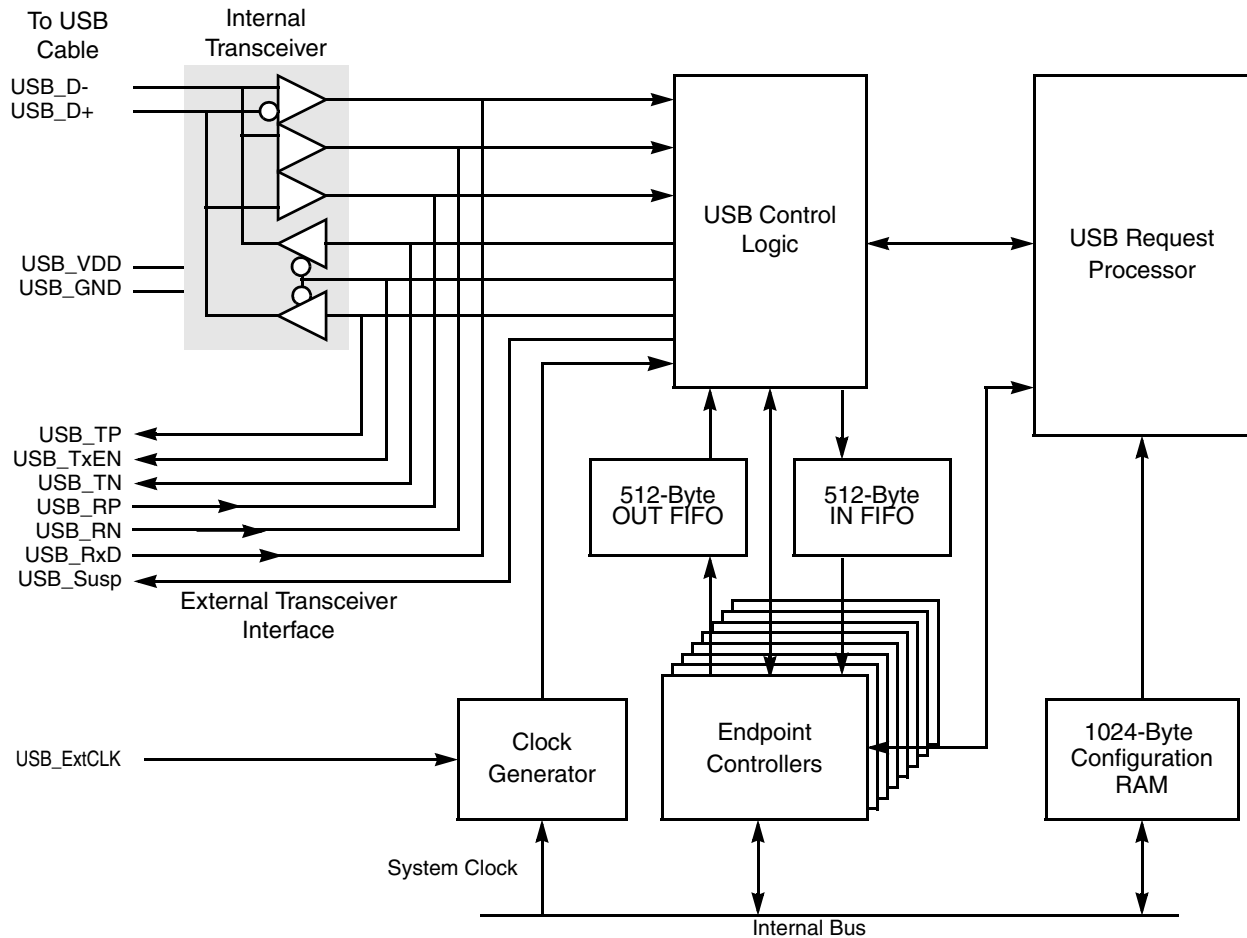 To USB
Cable
Internal
Transceiver
USB_D-
USB_D+
USB_VDD
USB_GND
USB Control
Logic
USB Request
Processor
USB_TP
USB_TxEN
USB_TN
USB_RP
USB_RN
USB_RxD
USB_Susp
External Transceiver
Interface
512-Byte
OUT FIFO
512-Byte
IN FIFO
USB_ExtCLK
Clock
Generator
Endpoint
Controllers
1024-Byte
Configuration
RAM
System Clock
Internal Bus